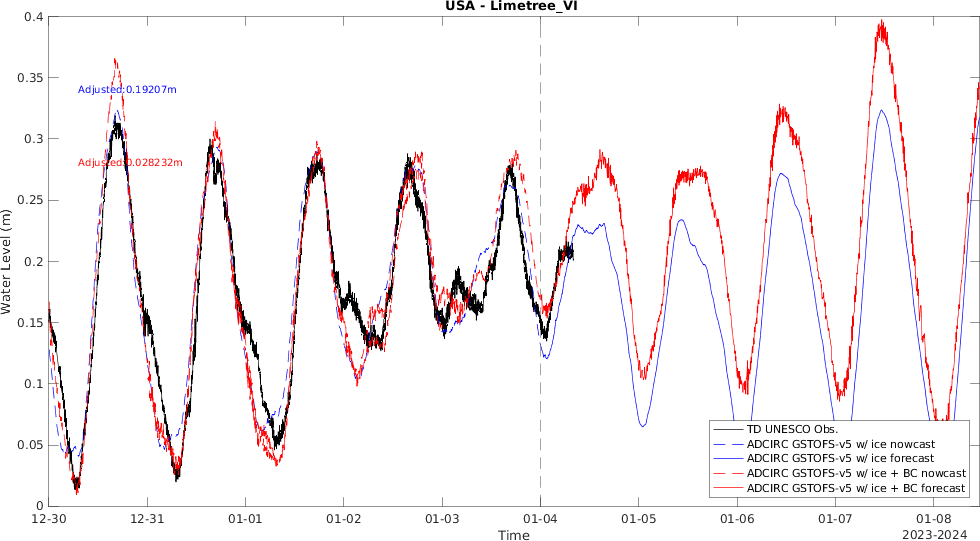 USA - Limetree_VI
0.4
0.35
0.3
0.25
0.2
0.15
0.1
0.05
0
Water Level (m)
Adjusted:0.19207m
Adjusted:0.028232m
TD UNESCO Obs.
ADCIRC GSTOFS-v5 w/ ice nowcast
ADCIRC GSTOFS-v5 w/ ice forecast
ADCIRC GSTOFS-v5 w/ ice + BC nowcast
ADCIRC GSTOFS-v5 w/ ice + BC forecast
12-30 12-31 01-01 01-02 01-03 01-04 01-05 01-06 01-07 01-08
Time
2023-2024